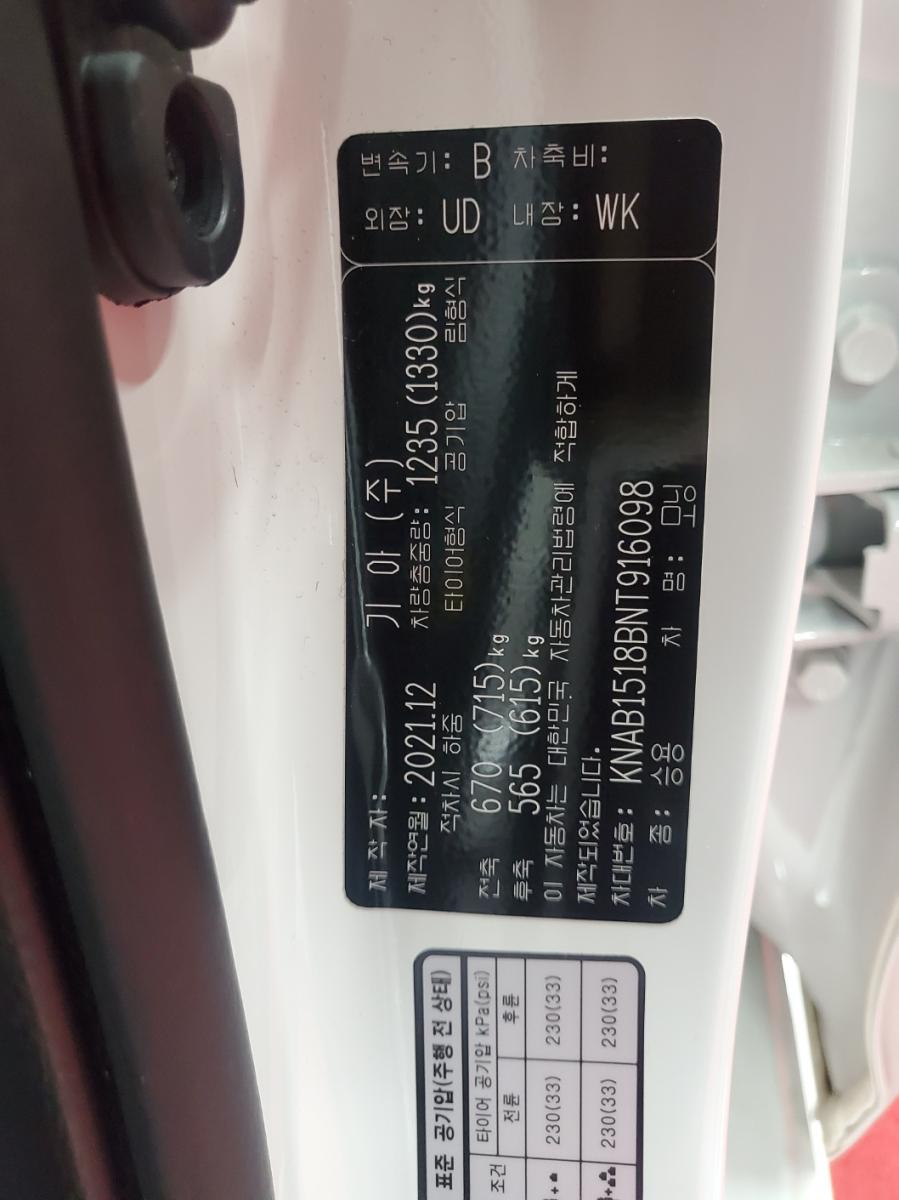 변속기: B 차축비:
외장: UD 내장: WK
제 작 자: 기 아 (주)
제작연월: 2021.12 차량총중량: 1235 (1330)kg
적차시 하중 타이어형식 공기압 림형식
전축 670 (715)kg
후축 565 (615)kg
이 자동차는 대한민국 자동차관리법령에 적합하게
제작되었습니다.
차대번호: KNAB1518BNT916098
차 종: 승용 차 명: 모닝
표준 공기압(주행 전 상태)
조건 타이어 공기압 kPa(psi)
전륜 후륜
230(33) 230(33)
230(33) 230(33)